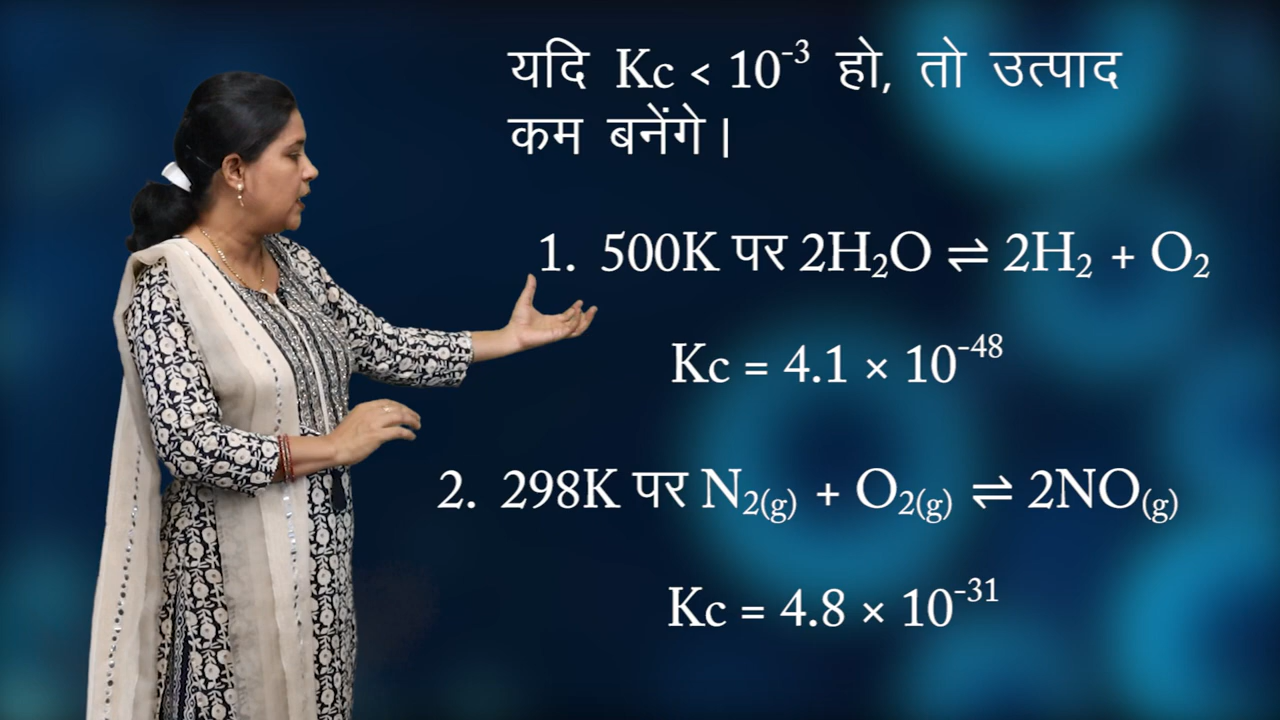 यदि Kc < 10⁻³ हो, तो उत्पाद
कम बनेंगे।
1. 500K पर 2H₂O ⇌ 2H₂ + O₂
Kc = 4.1 × 10⁻⁴⁸
2. 298K पर N₂(g) + O₂(g) ⇌ 2NO(g)
Kc = 4.8 × 10⁻³¹